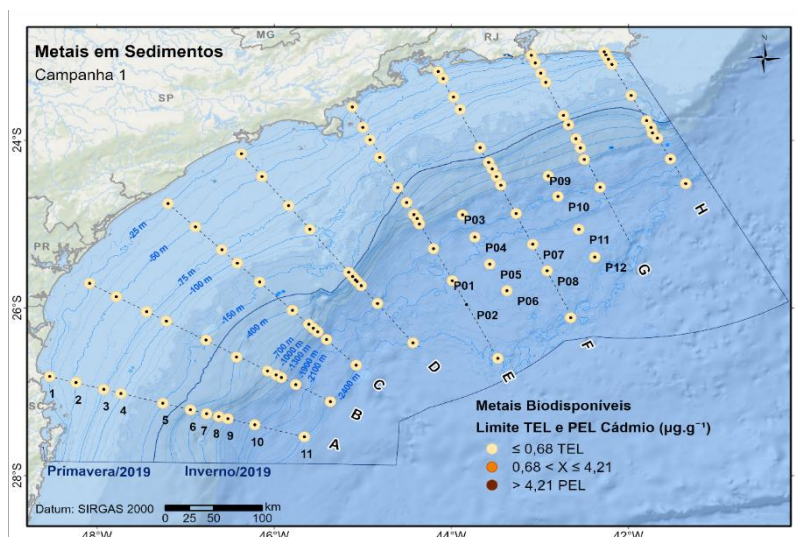 MG
RJ
Metais em Sedimentos
Campanha 1
N
SP
24°S
PR
26°S
SC
28°S
-25 m
-50 m
-75 m
-100 m
-150 m
-400 m
-700 m
-1000 m
-1300 m
-1900 m
-2100 m
-2400 m
P09
P10
P03
P04
P11
P07
P12
P05
P08
P01
P06
P02
H
G
F
E
D
C
B
A
1
2
3
4
5
6
7
8
9
10
11
Metais Biodisponíveis
Limite TEL e PEL Cádmio (µg.g⁻¹)
≤ 0,68 TEL
0,68 < X ≤ 4,21
> 4,21 PEL
Primavera/2019
Inverno/2019
Datum: SIRGAS 2000
km
0 25 50 100
48°W
46°W
44°W
42°W